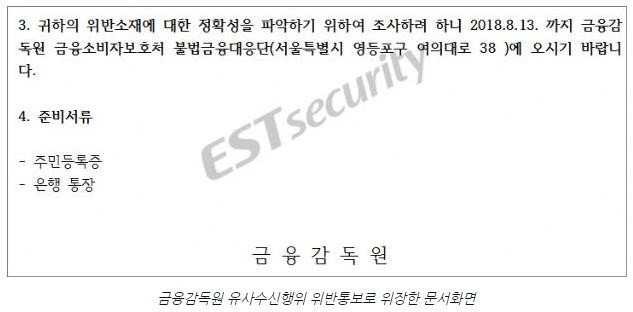 3. 귀하의 위반소재에 대한 정확성을 파악하기 위하여 조사하려 하니 2018.8.13. 까지 금융감
독원 금융소비자보호처 불법금융대응단(서울특별시 영등포구 여의대로 38 )에 오시기 바랍니
다.
4. 준비서류
- 주민등록증
- 은행 통장
ESTsecurity
금 융 감 독 원
금융감독원 유사수신행위 위반통보로 위장한 문서화면